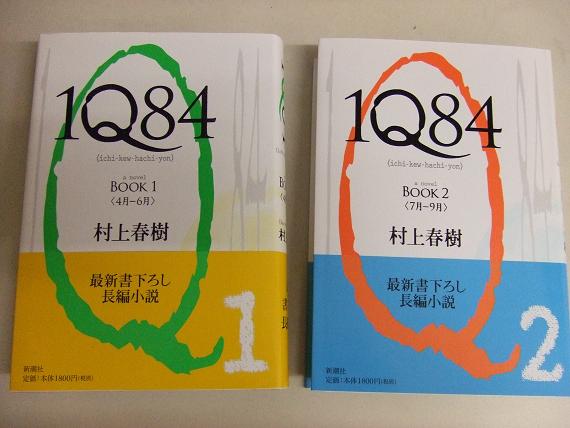 1Q84
(ichi-kew-hachi-yon)
a novel
BOOK 1
〈4月-6月〉
村上春樹
最新書下ろし
長編小説
1
新潮社
定価:本体1800円(税別)
1Q84
(ichi-kew-hachi-yon)
a novel
BOOK 2
〈7月-9月〉
村上春樹
最新書下ろし
長編小説
2
新潮社
定価:本体1800円(税別)